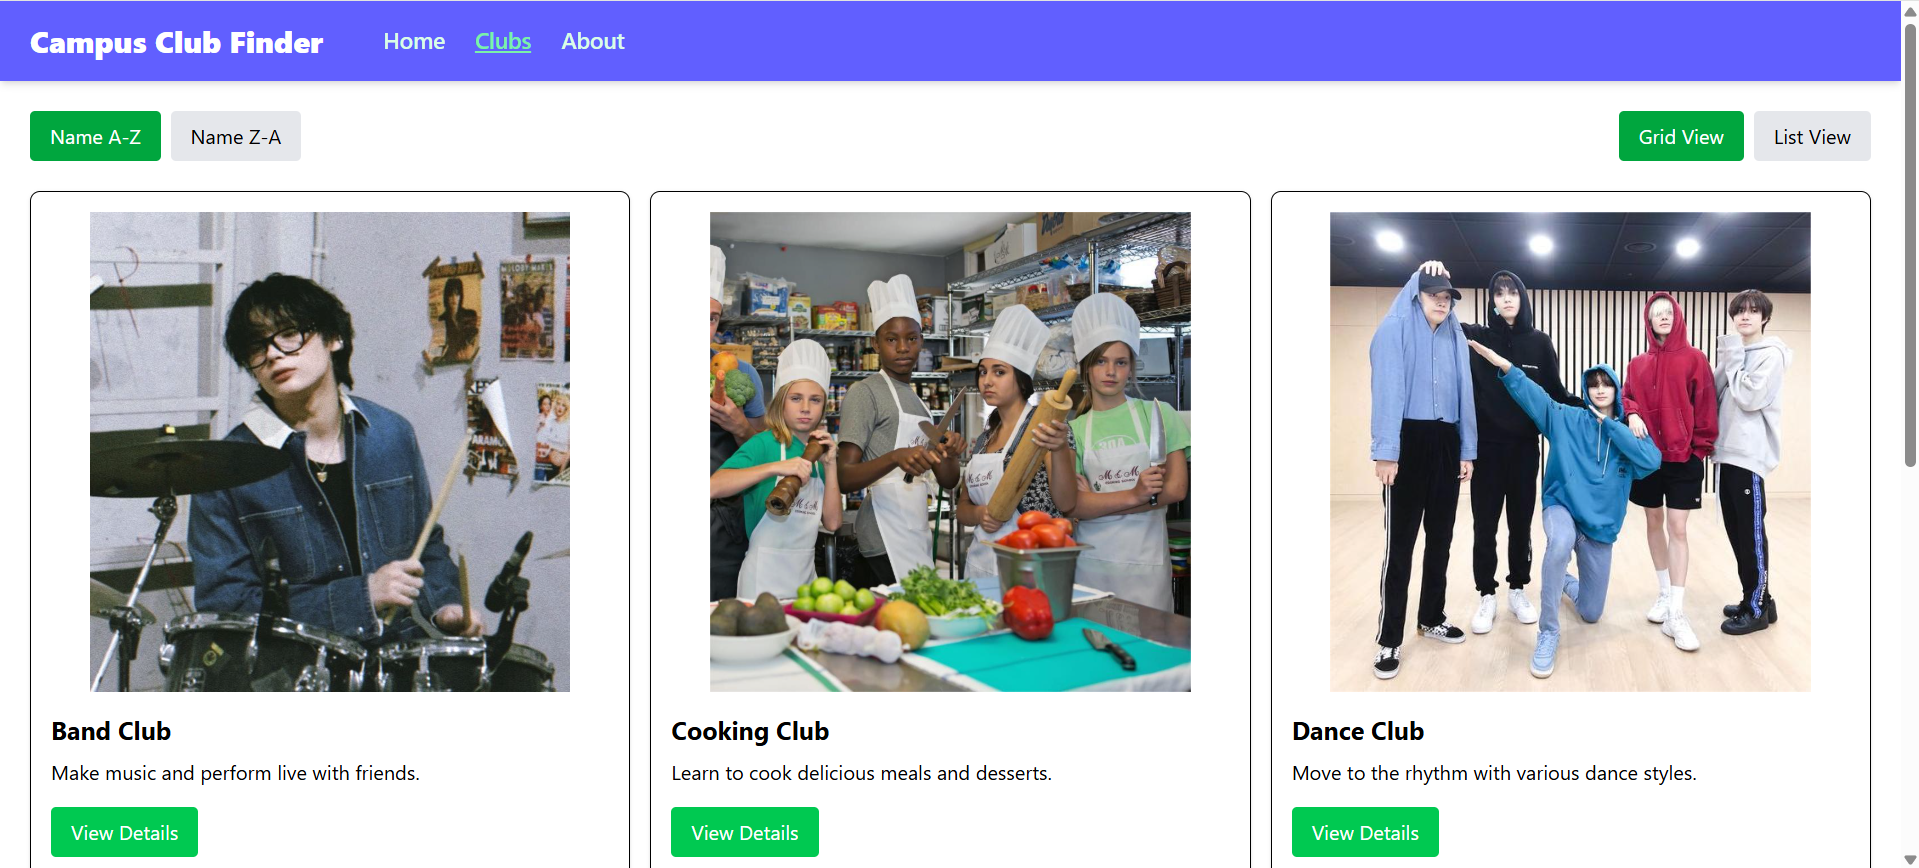 Campus Club Finder Home Clubs About
Name A-Z Name Z-A Grid View List View
Band Club
Make music and perform live with friends.
View Details
Cooking Club
Learn to cook delicious meals and desserts.
View Details
Dance Club
Move to the rhythm with various dance styles.
View Details